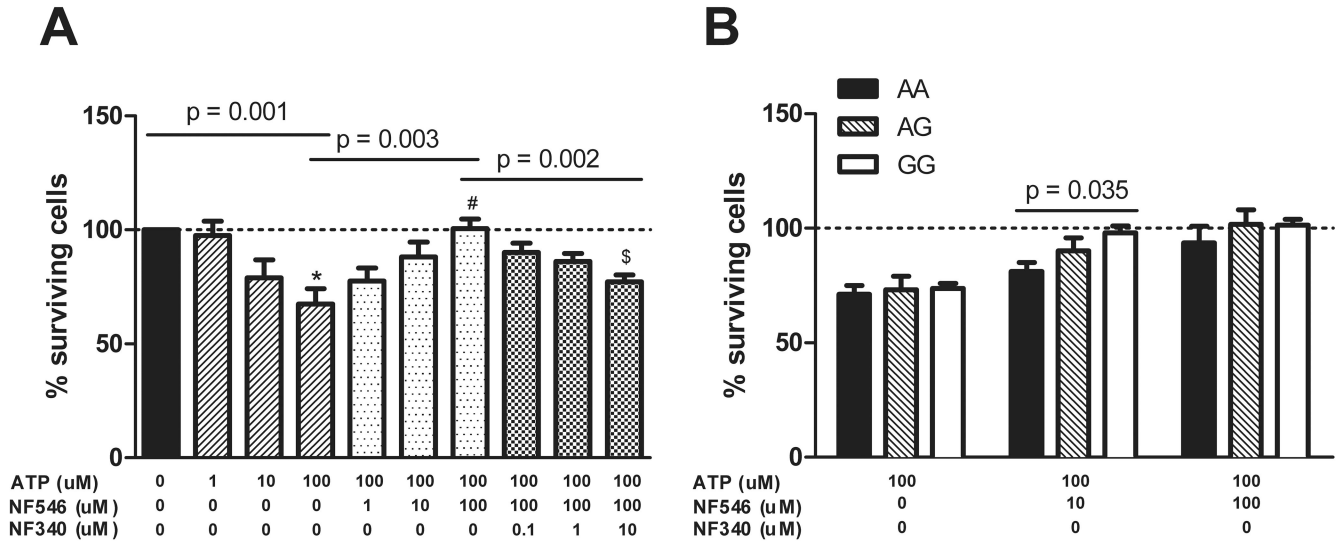 A
B
150
100
50
0
% surviving cells
p = 0.001
p = 0.003
p = 0.002
*
#
$
ATP (uM) 0 1 10 100 100 100 100 100 100 100
NF546 (uM) 0 0 0 0 1 10 100 100 100 100
NF340 (uM) 0 0 0 0 0 0 0 0.1 1 10
AA
AG
GG
150
100
50
0
% surviving cells
p = 0.035
ATP (uM) 100 100 100
NF546 (uM) 0 10 100
NF340 (uM) 0 0 0